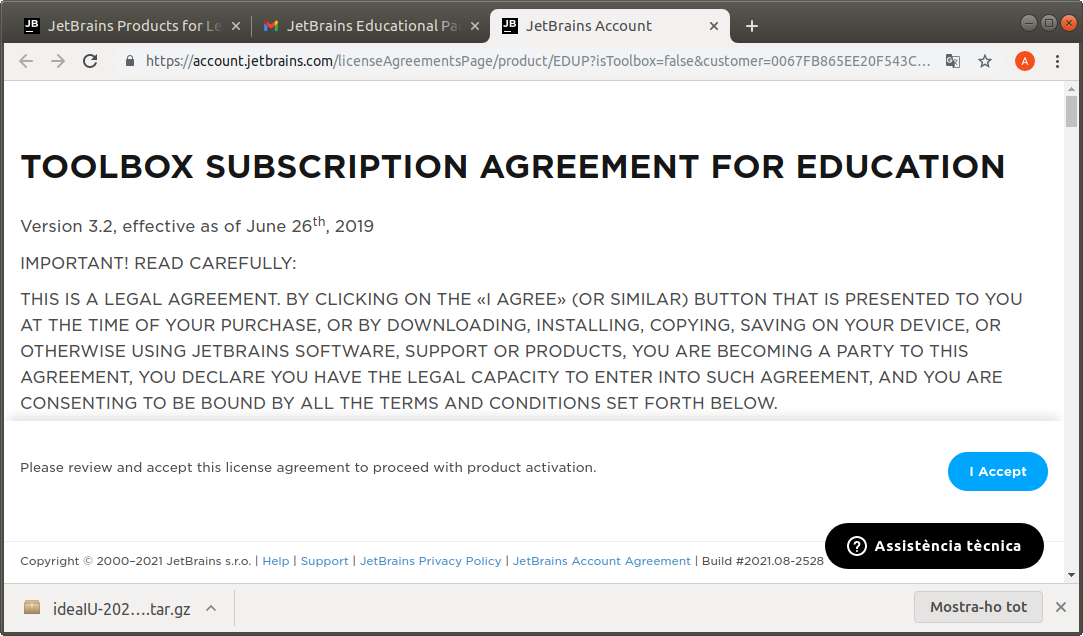 JB JetBrains Products for Le
JetBrains Educational Pac
JB JetBrains Account
https://account.jetbrains.com/licenseAgreementsPage/product/EDUP?isToolbox=false&customer=0067FB865EE20F543C...
A
TOOLBOX SUBSCRIPTION AGREEMENT FOR EDUCATION
Version 3.2, effective as of June 26th, 2019
IMPORTANT! READ CAREFULLY:
THIS IS A LEGAL AGREEMENT. BY CLICKING ON THE «I AGREE» (OR SIMILAR) BUTTON THAT IS PRESENTED TO YOU
AT THE TIME OF YOUR PURCHASE, OR BY DOWNLOADING, INSTALLING, COPYING, SAVING ON YOUR DEVICE, OR
OTHERWISE USING JETBRAINS SOFTWARE, SUPPORT OR PRODUCTS, YOU ARE BECOMING A PARTY TO THIS
AGREEMENT, YOU DECLARE YOU HAVE THE LEGAL CAPACITY TO ENTER INTO SUCH AGREEMENT, AND YOU ARE
CONSENTING TO BE BOUND BY ALL THE TERMS AND CONDITIONS SET FORTH BELOW.
Please review and accept this license agreement to proceed with product activation.
I Accept
Copyright © 2000–2021 JetBrains s.r.o. | Help | Support | JetBrains Privacy Policy | JetBrains Account Agreement | Build #2021.08-2528
Assistència tècnica
ideaIU-202....tar.gz
Mostra-ho tot